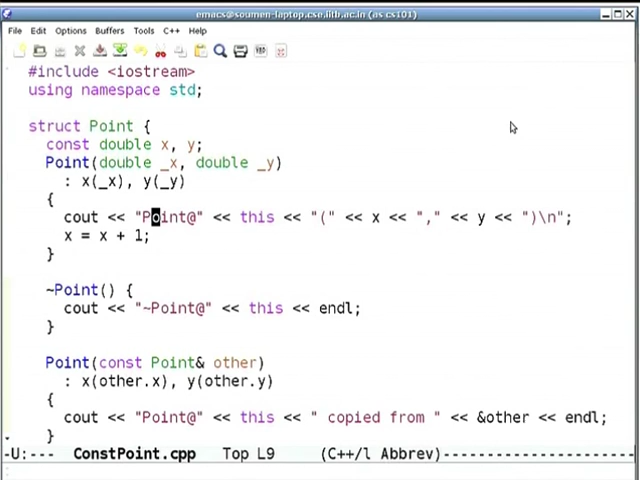 emacs@soumen-laptop.cse.iitb.ac.in (as cs101)
File Edit Options Buffers Tools C++ Help
#include <iostream>
using namespace std;
struct Point {
const double x, y;
Point(double _x, double _y)
: x(_x), y(_y)
{
cout << "Point@" << this << "(" << x << "," << y << ")\n";
x = x + 1;
}
~Point() {
cout << "~Point@" << this << endl;
}
Point(const Point& other)
: x(other.x), y(other.y)
{
cout << "Point@" << this << " copied from " << &other << endl;
}
-U:--- ConstPoint.cpp Top L9 (C++/l Abbrev)---------------------